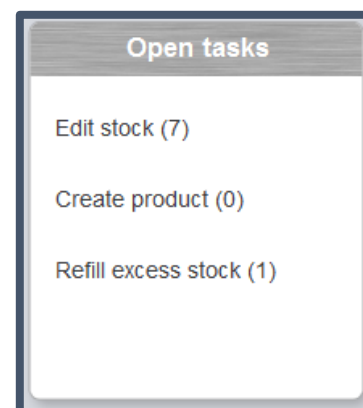 Open tasks
Edit stock (7)
Create product (0)
Refill excess stock (1)